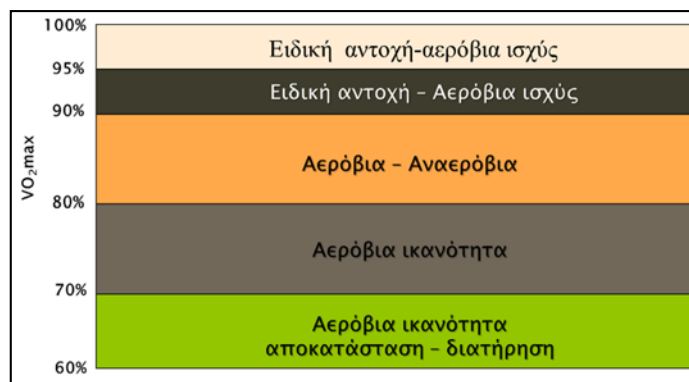 100%
Ειδική αντοχή-αερόβια ισχύς
95%
Ειδική αντοχή – Αερόβια ισχύς
90%
Αερόβια – Αναερόβια
80%
Αερόβια ικανότητα
70%
Αερόβια ικανότητα
αποκατάσταση – διατήρηση
60%
VO₂max